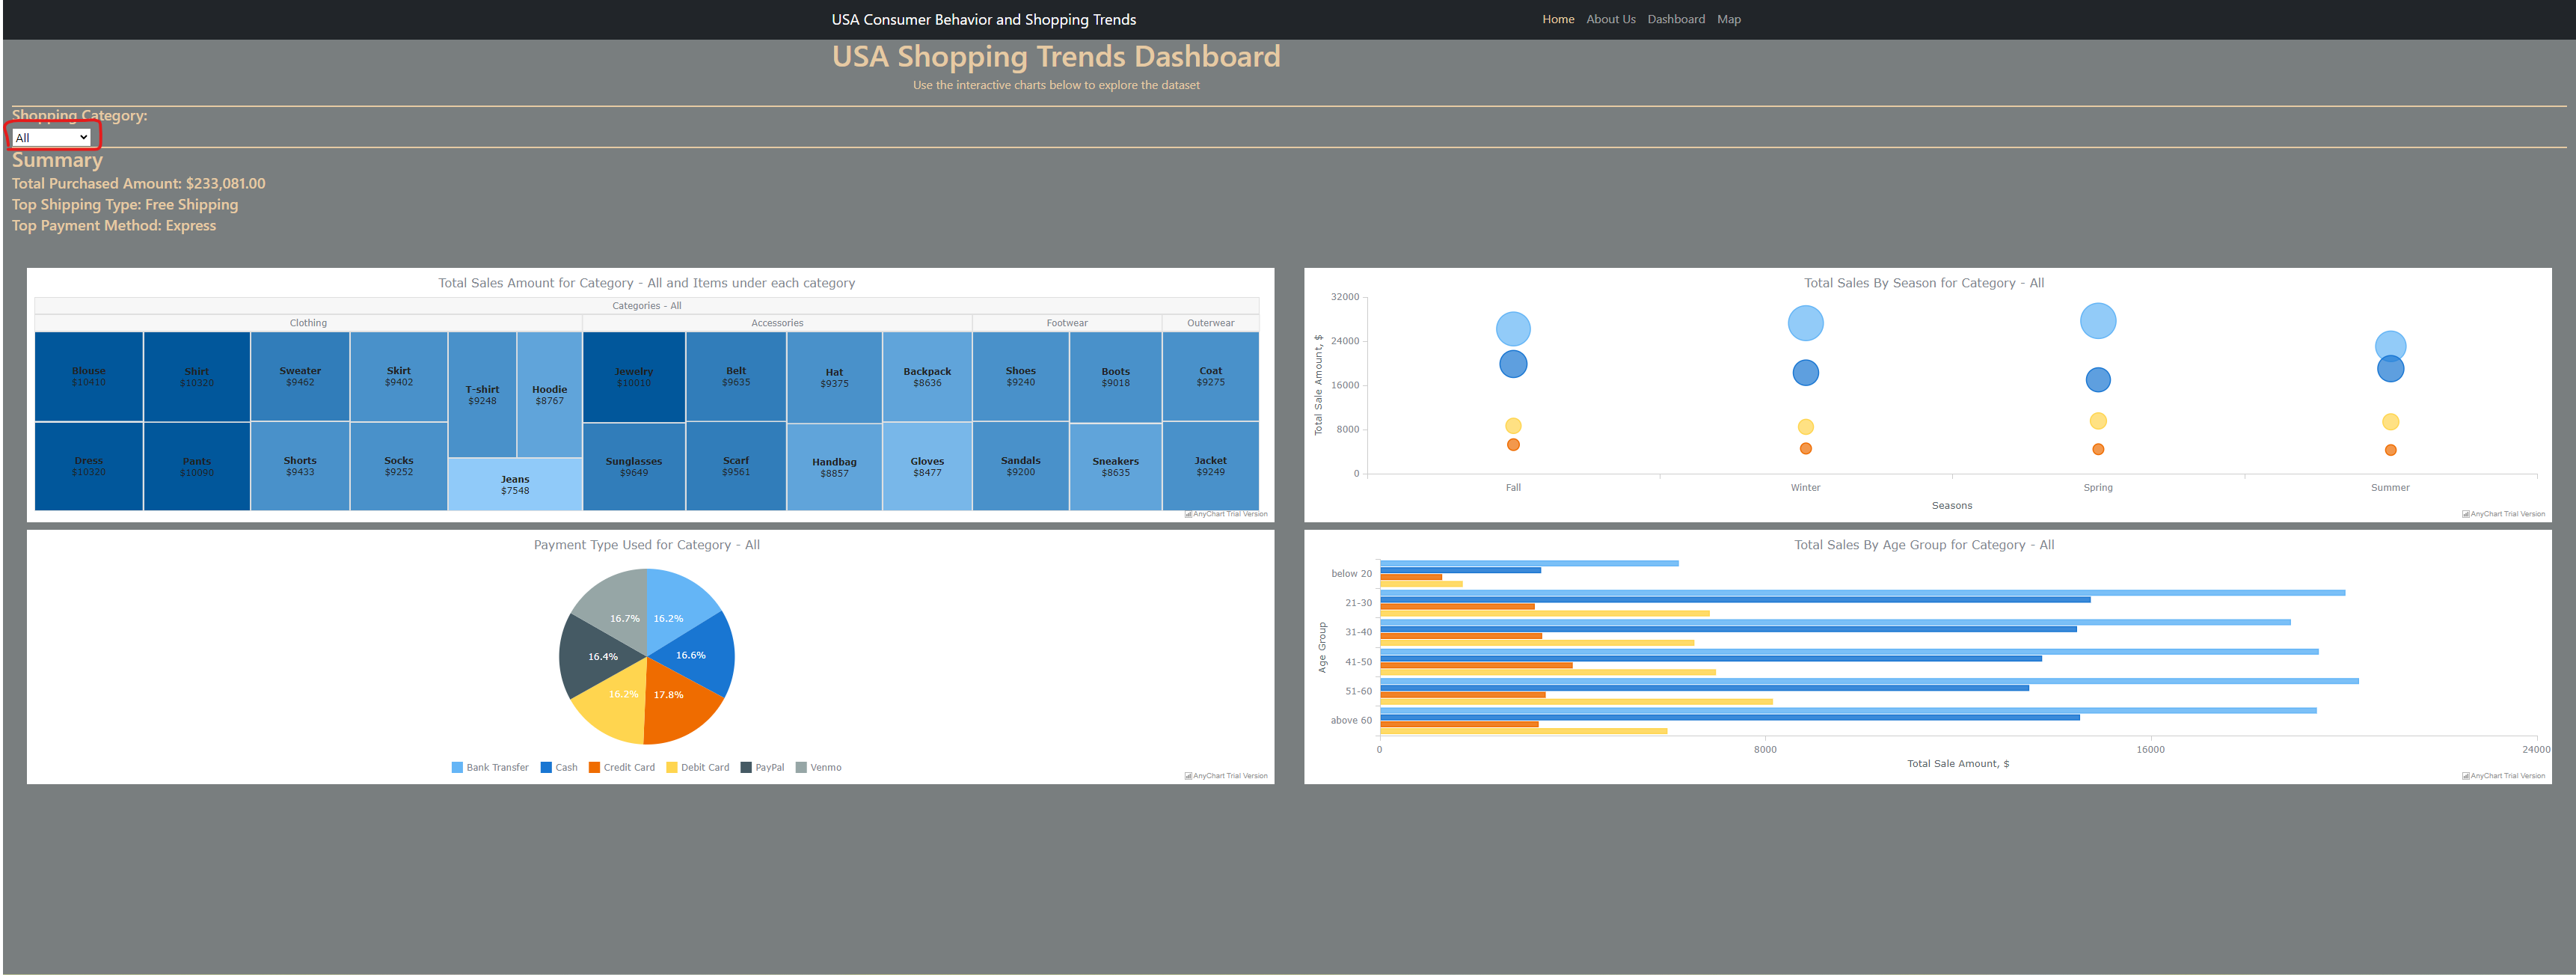 USA Consumer Behavior and Shopping Trends
Home About Us Dashboard Map
USA Shopping Trends Dashboard
Use the interactive charts below to explore the dataset
Shopping Category:
All
Summary
Total Purchased Amount: $233,081.00
Top Shipping Type: Free Shipping
Top Payment Method: Express
Total Sales Amount for Category - All and Items under each category
Categories - All
Clothing Accessories Footwear Outerwear
Blouse
$10410
Shirt
$10320
Sweater
$9462
Skirt
$9402
T-shirt
$9248
Hoodie
$8767
Jewelry
$10010
Belt
$9635
Hat
$9375
Backpack
$8636
Shoes
$9240
Boots
$9018
Coat
$9275
Dress
$10320
Pants
$10090
Shorts
$9433
Socks
$9252
Jeans
$7548
Sunglasses
$9649
Scarf
$9561
Handbag
$8857
Gloves
$8477
Sandals
$9200
Sneakers
$8635
Jacket
$9249
AnyChart Trial Version
Total Sales By Season for Category - All
Total Sale Amount, $
32000
24000
16000
8000
0
Fall Winter Spring Summer
Seasons
AnyChart Trial Version
Payment Type Used for Category - All
16.7% 16.2%
16.4% 16.6%
16.2% 17.8%
Bank Transfer Cash Credit Card Debit Card PayPal Venmo
AnyChart Trial Version
Total Sales By Age Group for Category - All
Age Group
below 20
21-30
31-40
41-50
51-60
above 60
0 8000 16000 24000
Total Sale Amount, $
AnyChart Trial Version